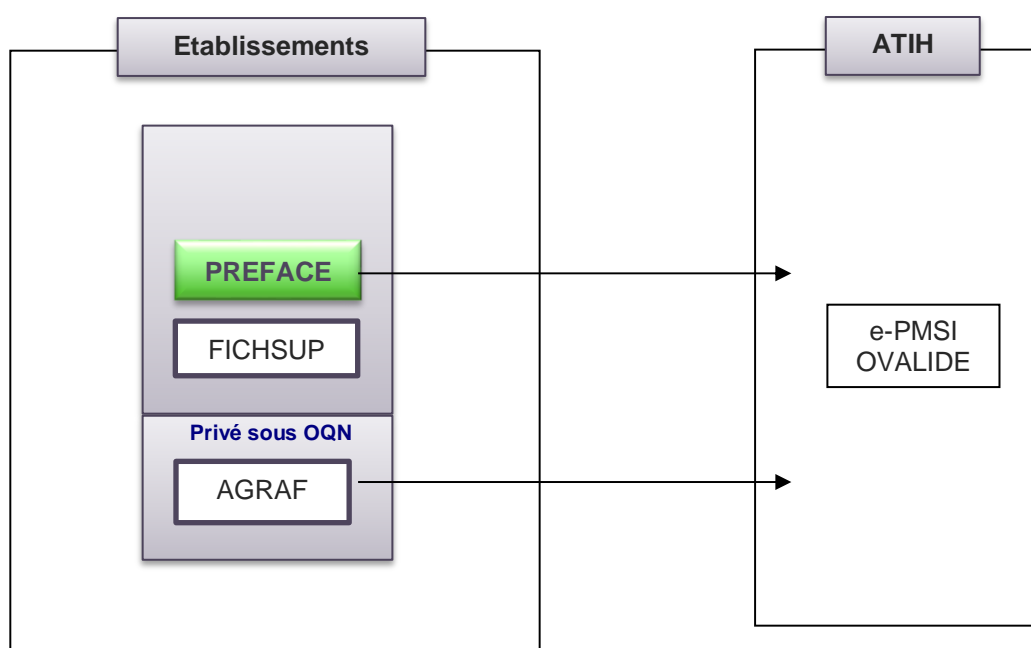 Etablissements
ATIH
PREFACE
FICHSUP
e-PMSI
OVALIDE
Privé sous OQN
AGRAF